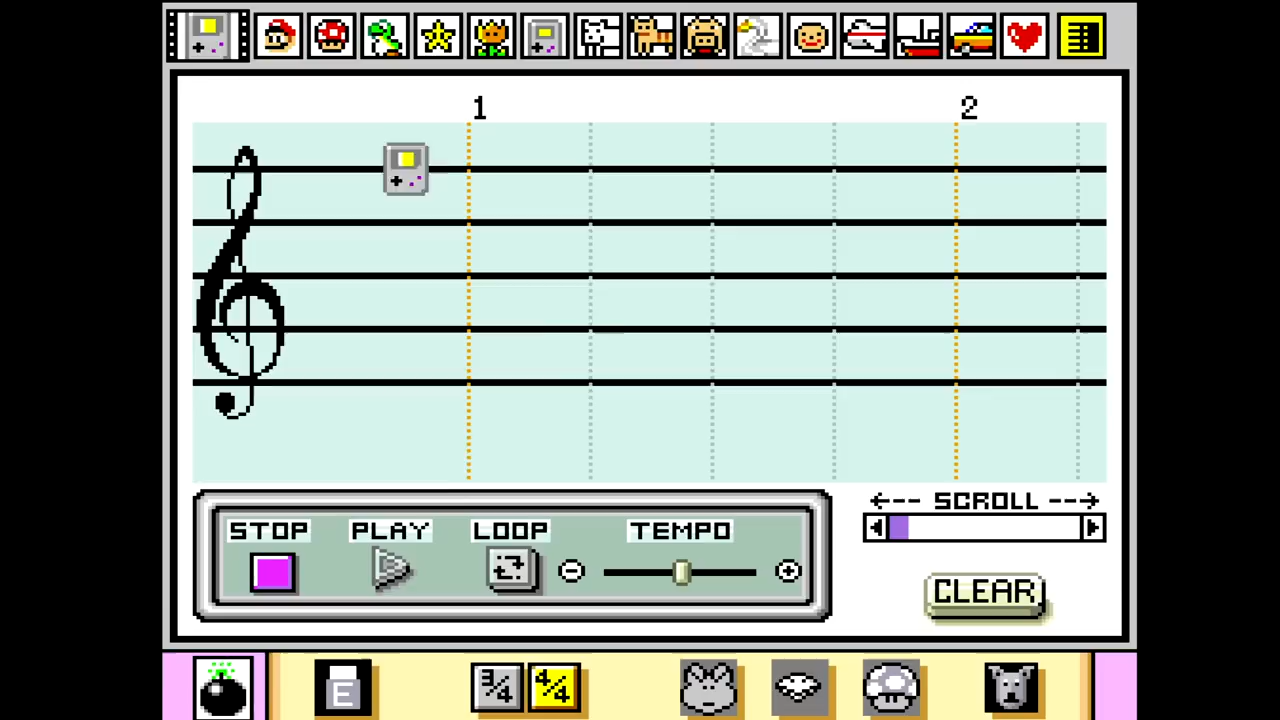 1 2
STOP PLAY LOOP TEMPO
<--- SCROLL --->
CLEAR
E 3/4 4/4